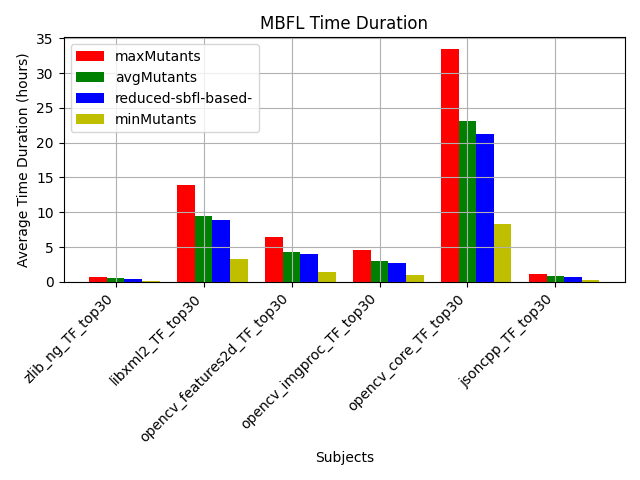 MBFL Time Duration
Average Time Duration (hours)
35
30
25
20
15
10
5
0
maxMutants
avgMutants
reduced-sbfl-based-
minMutants
zlib_ng_TF_top30
libxml2_TF_top30
opencv_features2d_TF_top30
opencv_imgproc_TF_top30
opencv_core_TF_top30
jsoncpp_TF_top30
Subjects